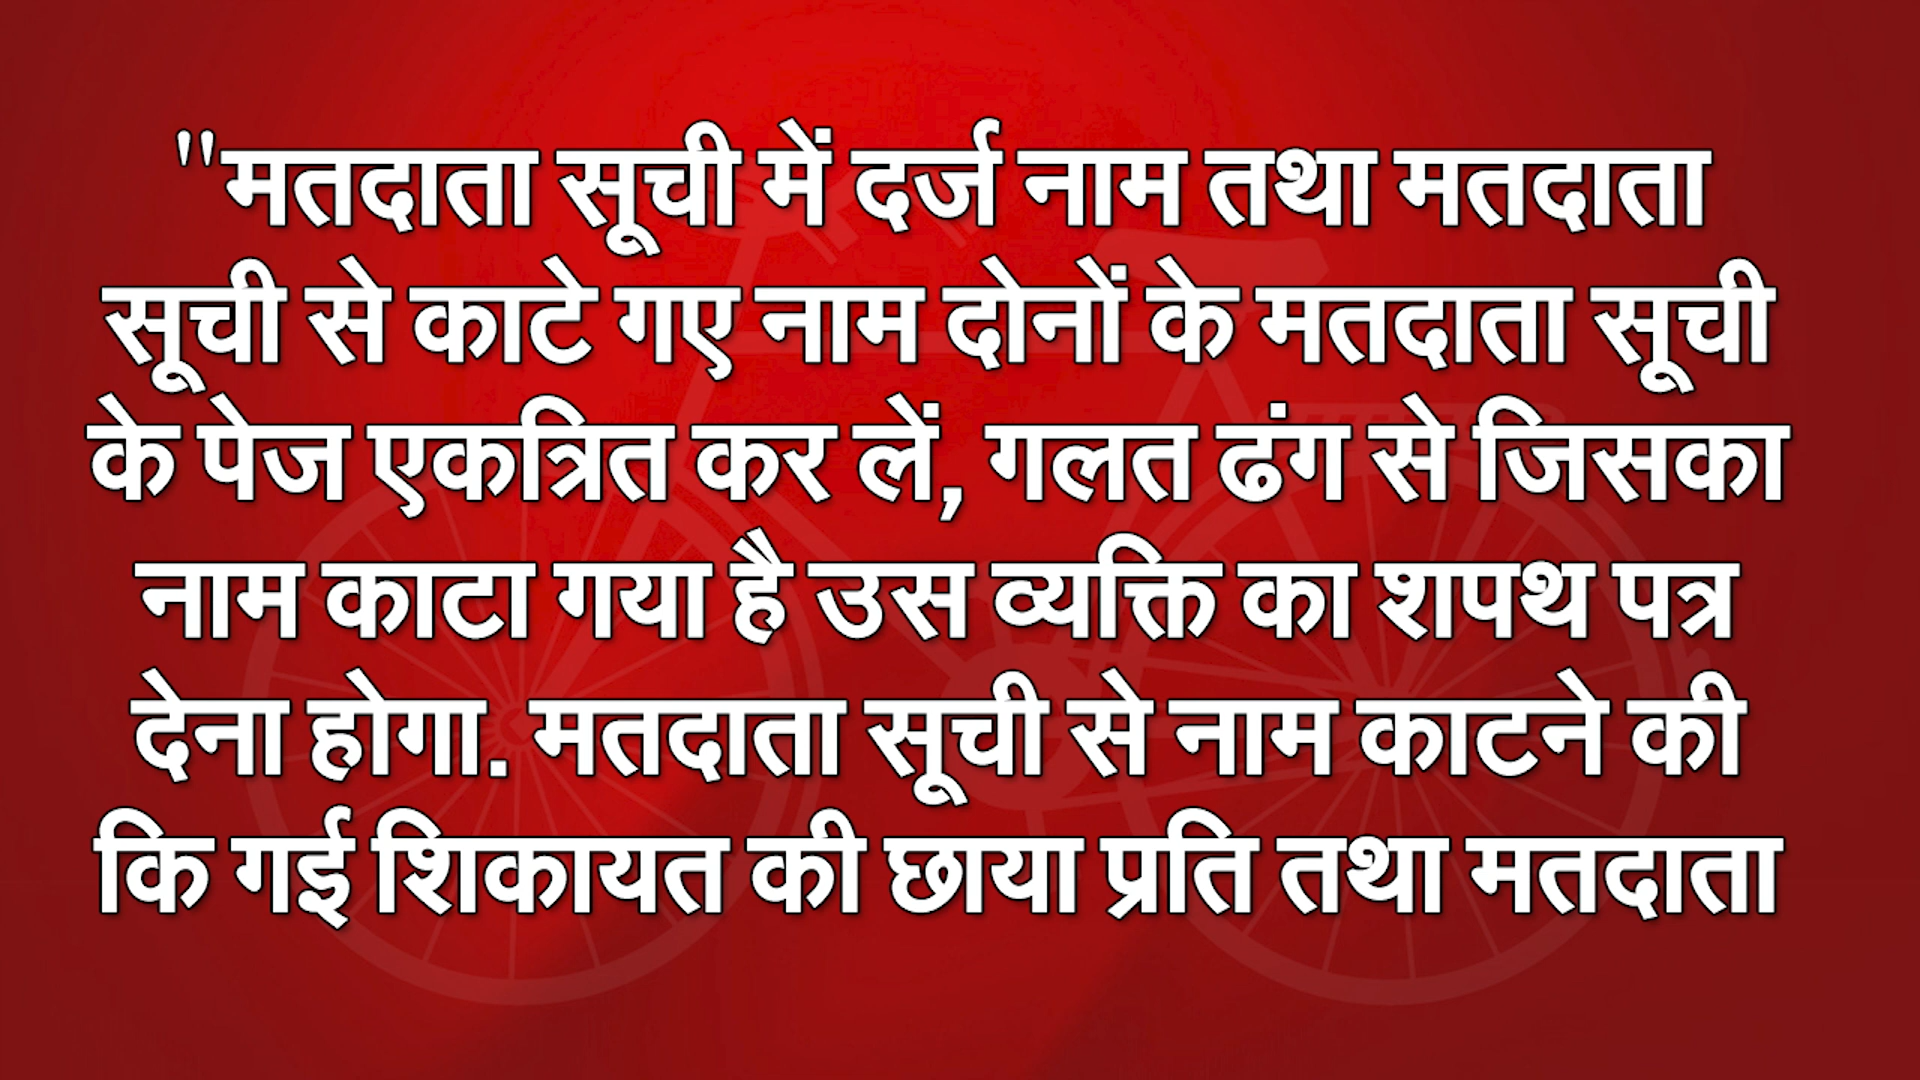 "मतदाता सूची में दर्ज नाम तथा मतदाता
सूची से काटे गए नाम दोनों के मतदाता सूची
के पेज एकत्रित कर लें, गलत ढंग से जिसका
नाम काटा गया है उस व्यक्ति का शपथ पत्र
देना होगा. मतदाता सूची से नाम काटने की
कि गई शिकायत की छाया प्रति तथा मतदाता